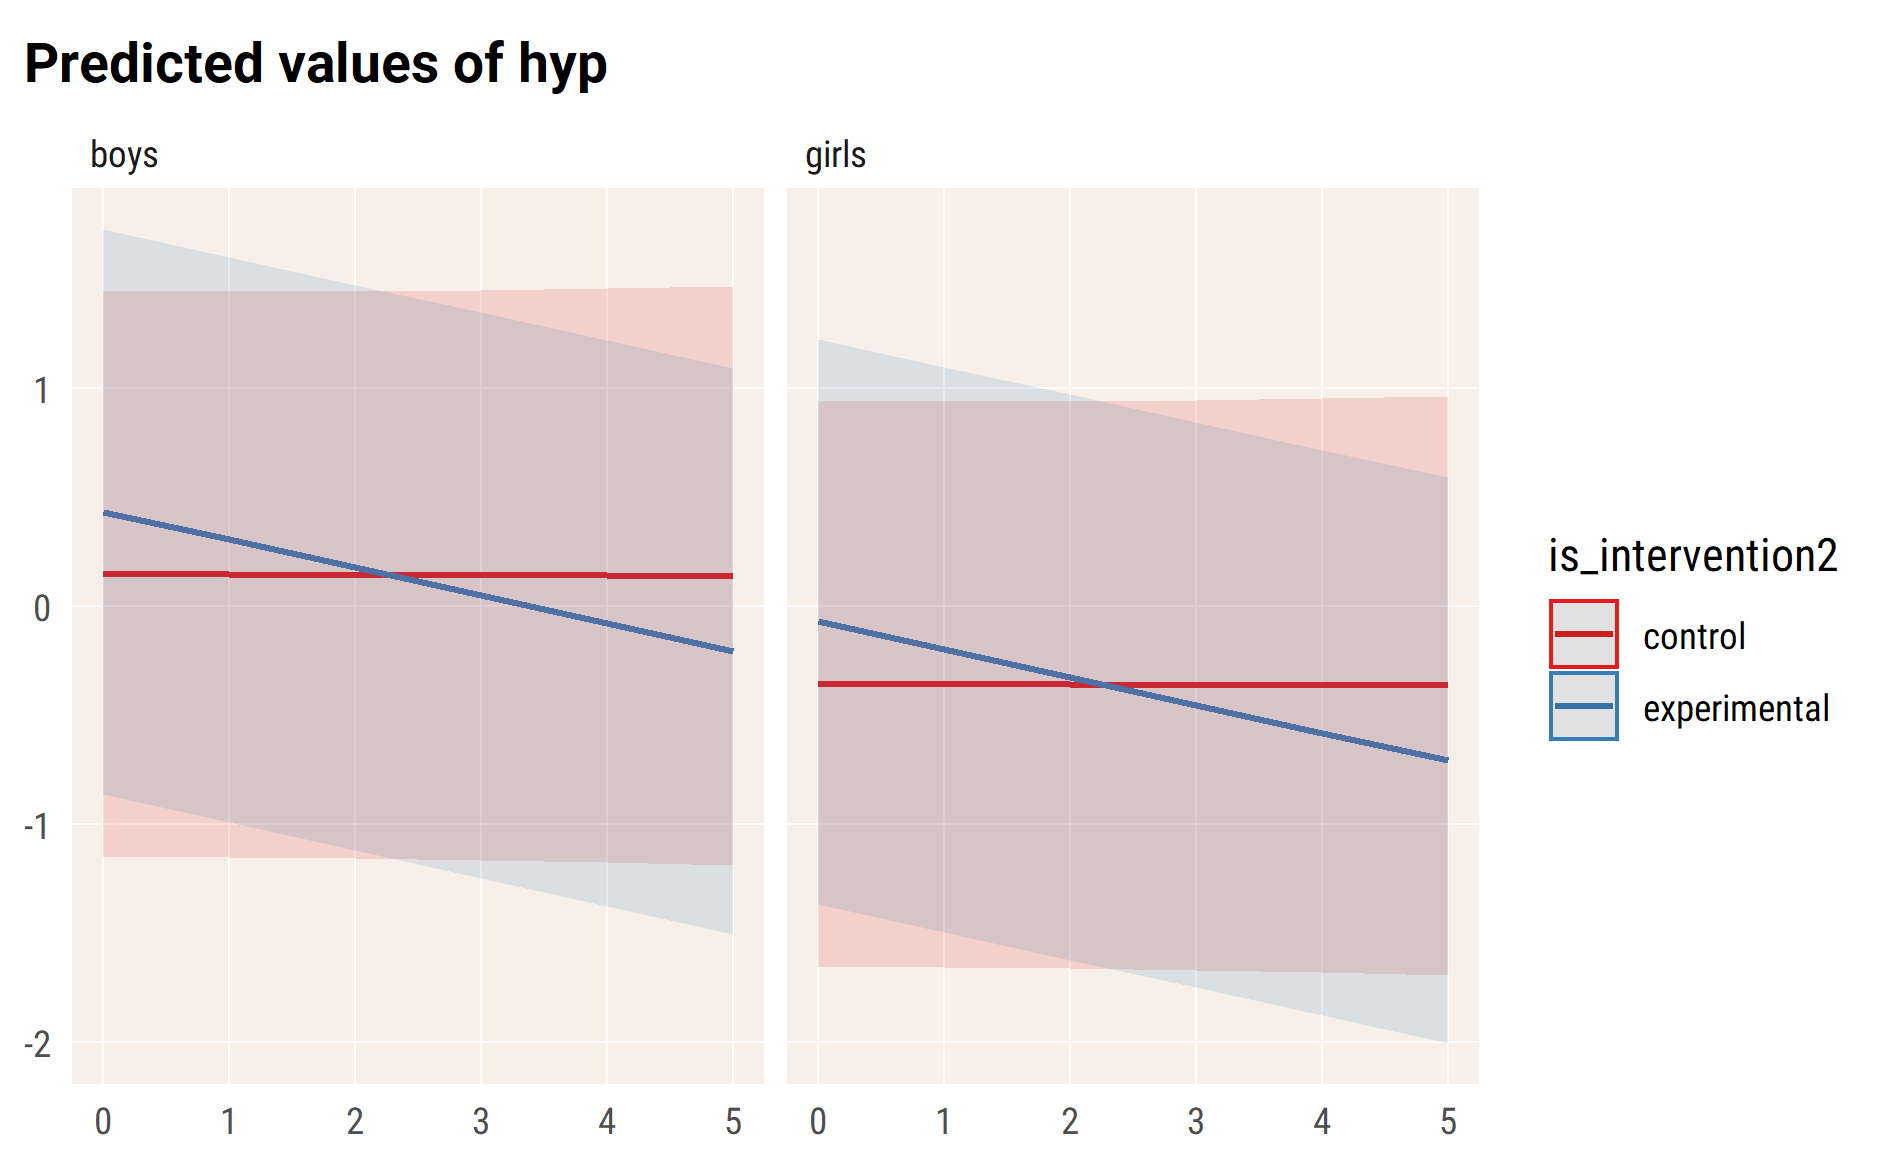 Predicted values of hyp
boys
girls
1
0
-1
-2
0 1 2 3 4 5
0 1 2 3 4 5
is_intervention2
control
experimental